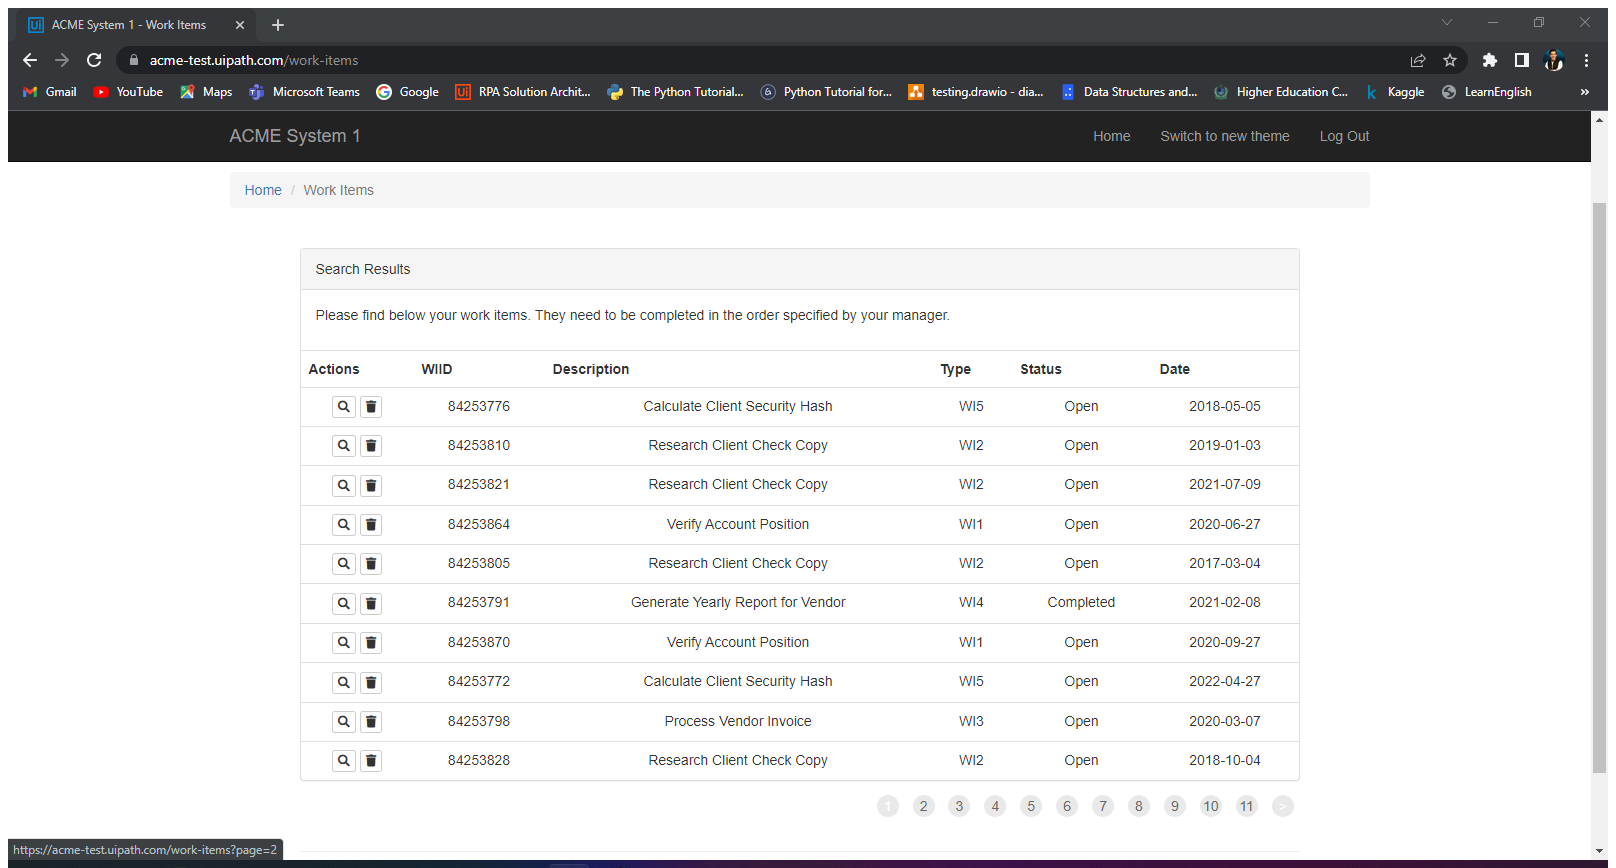 ACME System 1 - Work Items
acme-test.uipath.com/work-items
Gmail YouTube Maps Microsoft Teams Google RPA Solution Archit... The Python Tutorial... Python Tutorial for... testing.drawio - dia... Data Structures and... Higher Education C... Kaggle LearnEnglish »
ACME System 1 Home Switch to new theme Log Out
Home / Work Items
Search Results
Please find below your work items. They need to be completed in the order specified by your manager.
Actions WIID Description Type Status Date
84253776 Calculate Client Security Hash WI5 Open 2018-05-05
84253810 Research Client Check Copy WI2 Open 2019-01-03
84253821 Research Client Check Copy WI2 Open 2021-07-09
84253864 Verify Account Position WI1 Open 2020-06-27
84253805 Research Client Check Copy WI2 Open 2017-03-04
84253791 Generate Yearly Report for Vendor WI4 Completed 2021-02-08
84253870 Verify Account Position WI1 Open 2020-09-27
84253772 Calculate Client Security Hash WI5 Open 2022-04-27
84253798 Process Vendor Invoice WI3 Open 2020-03-07
84253828 Research Client Check Copy WI2 Open 2018-10-04
1 2 3 4 5 6 7 8 9 10 11 >
https://acme-test.uipath.com/work-items?page=2